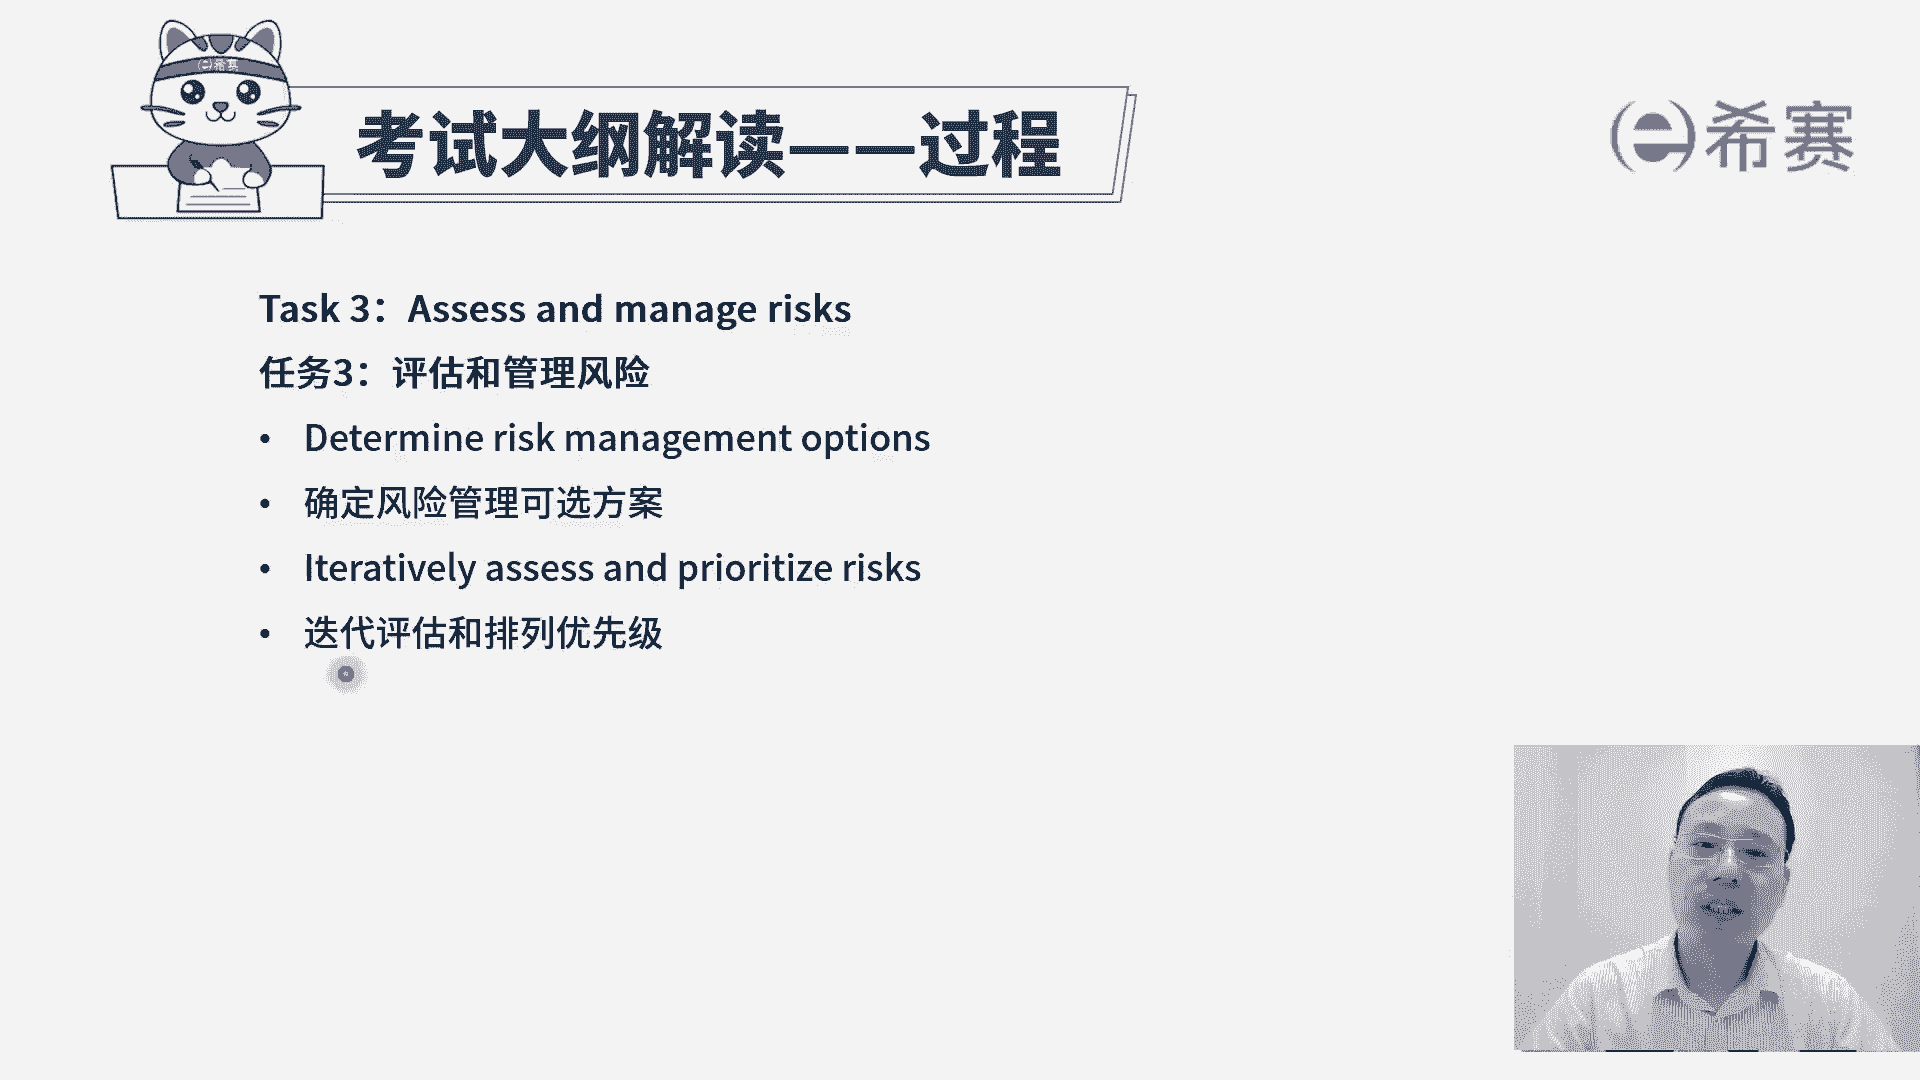 希赛
考试大纲解读——过程
希赛
Task 3：Assess and manage risks
任务3：评估和管理风险
• Determine risk management options
• 确定风险管理可选方案
• Iteratively assess and prioritize risks
• 迭代评估和排列优先级